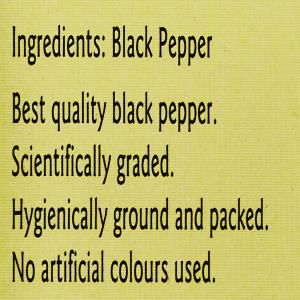 Ingredients: Black Pepper
Best quality black pepper.
Scientifically graded.
Hygienically ground and packed.
No artificial colours used.